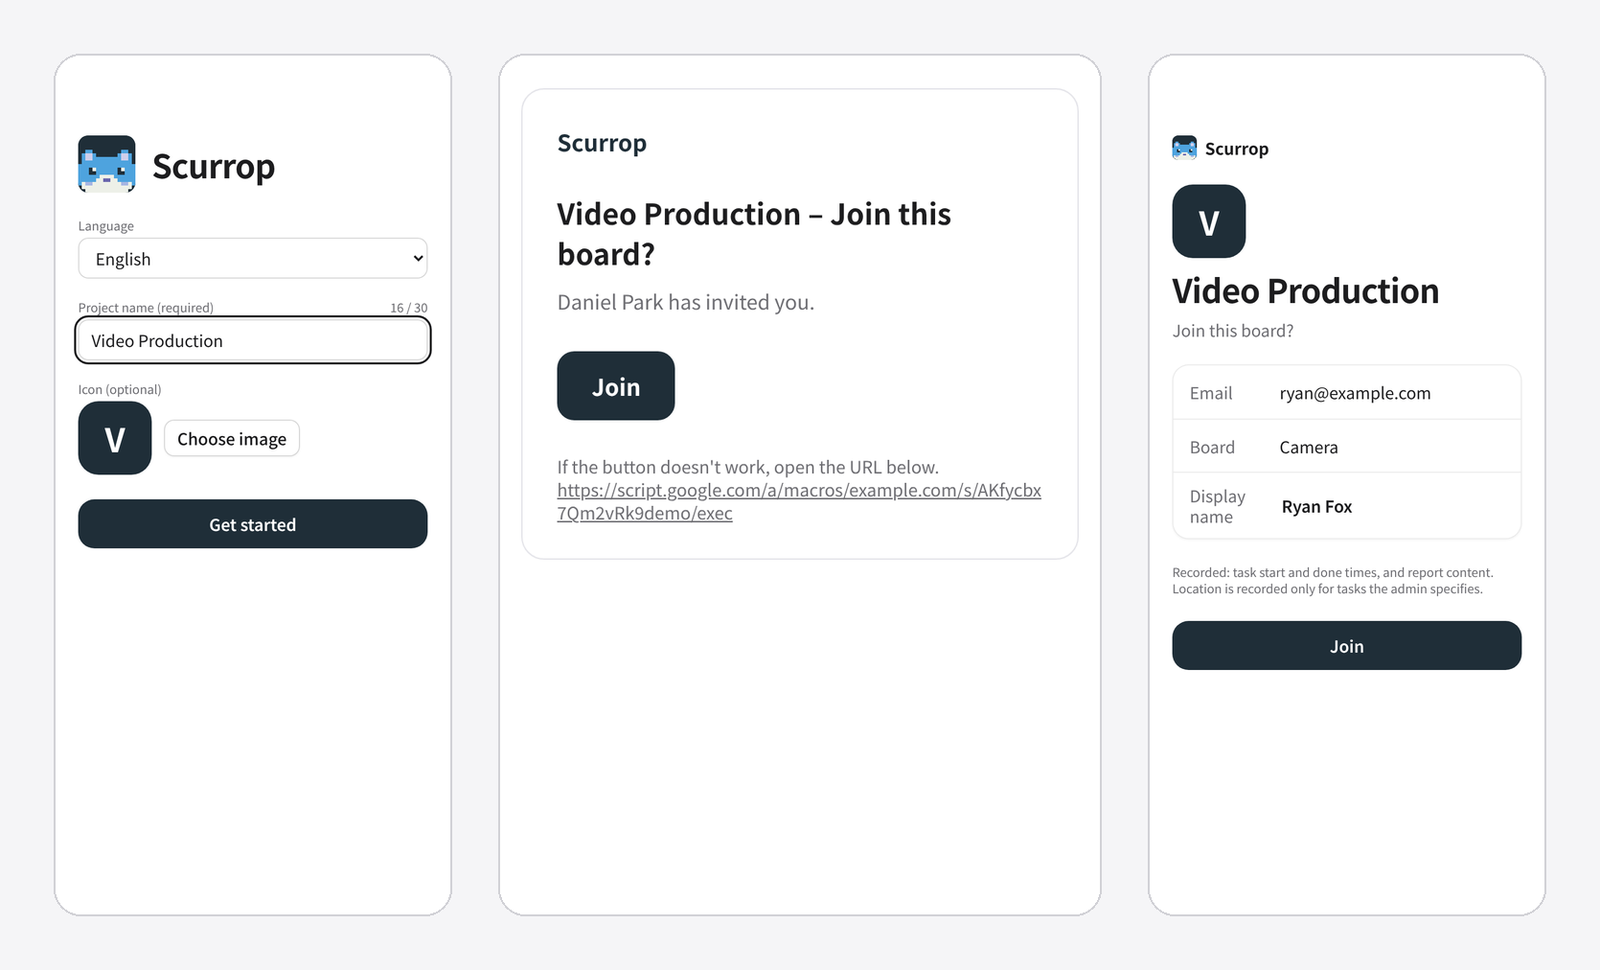 Scurrop
Language
English
Project name (required)
16 / 30
Video Production
Icon (optional)
V
Choose image
Get started
Scurrop
Video Production – Join this
board?
Daniel Park has invited you.
Join
If the button doesn't work, open the URL below.
https://script.google.com/a/macros/example.com/s/AKfycbx
7Qm2vRk9demo/exec
Scurrop
V
Video Production
Join this board?
Email
ryan@example.com
Board
Camera
Display
name
Ryan Fox
Recorded: task start and done times, and report content.
Location is recorded only for tasks the admin specifies.
Join